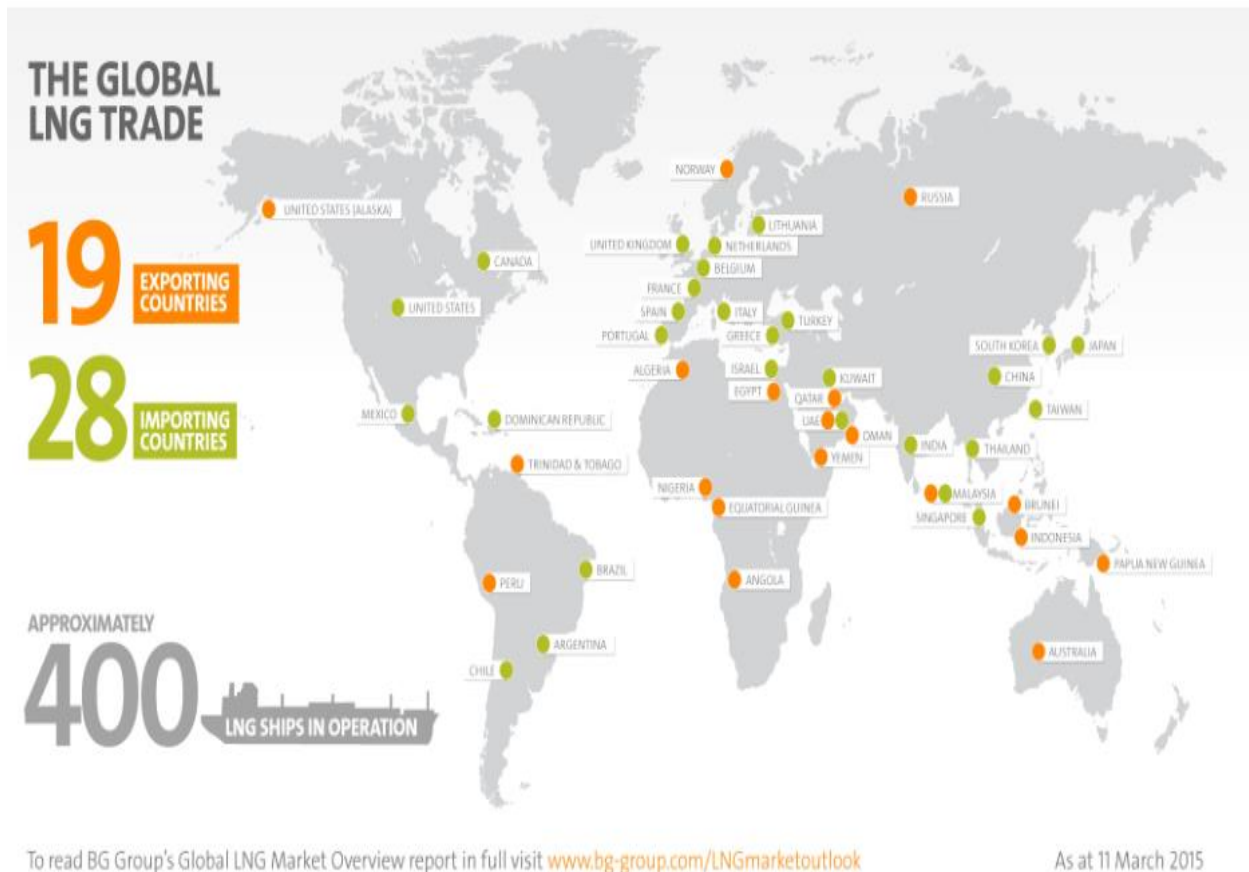 THE GLOBAL
LNG TRADE
19
EXPORTING
COUNTRIES
28
IMPORTING
COUNTRIES
APPROXIMATELY
400
LNG SHIPS IN OPERATION
NORWAY
RUSSIA
UNITED STATES (ALASKA)
LITHUANIA
UNITED KINGDOM
NETHERLANDS
CANADA
BELGIUM
FRANCE
UNITED STATES
SPAIN
ITALY
TURKEY
PORTUGAL
GREECE
SOUTH KOREA
JAPAN
ALGERIA
ISRAEL
KUWAIT
CHINA
EGYPT
QATAR
MEXICO
DOMINICAN REPUBLIC
UAE
TAIWAN
OMAN
INDIA
THAILAND
YEMEN
TRINIDAD & TOBAGO
NIGERIA
MALAYSIA
EQUATORIAL GUINEA
BRUNEI
SINGAPORE
INDONESIA
PAPUA NEW GUINEA
BRAZIL
PERU
ANGOLA
ARGENTINA
AUSTRALIA
CHILE
To read BG Group's Global LNG Market Overview report in full visit www.bg-group.com/LNGmarketoutlook
As at 11 March 2015